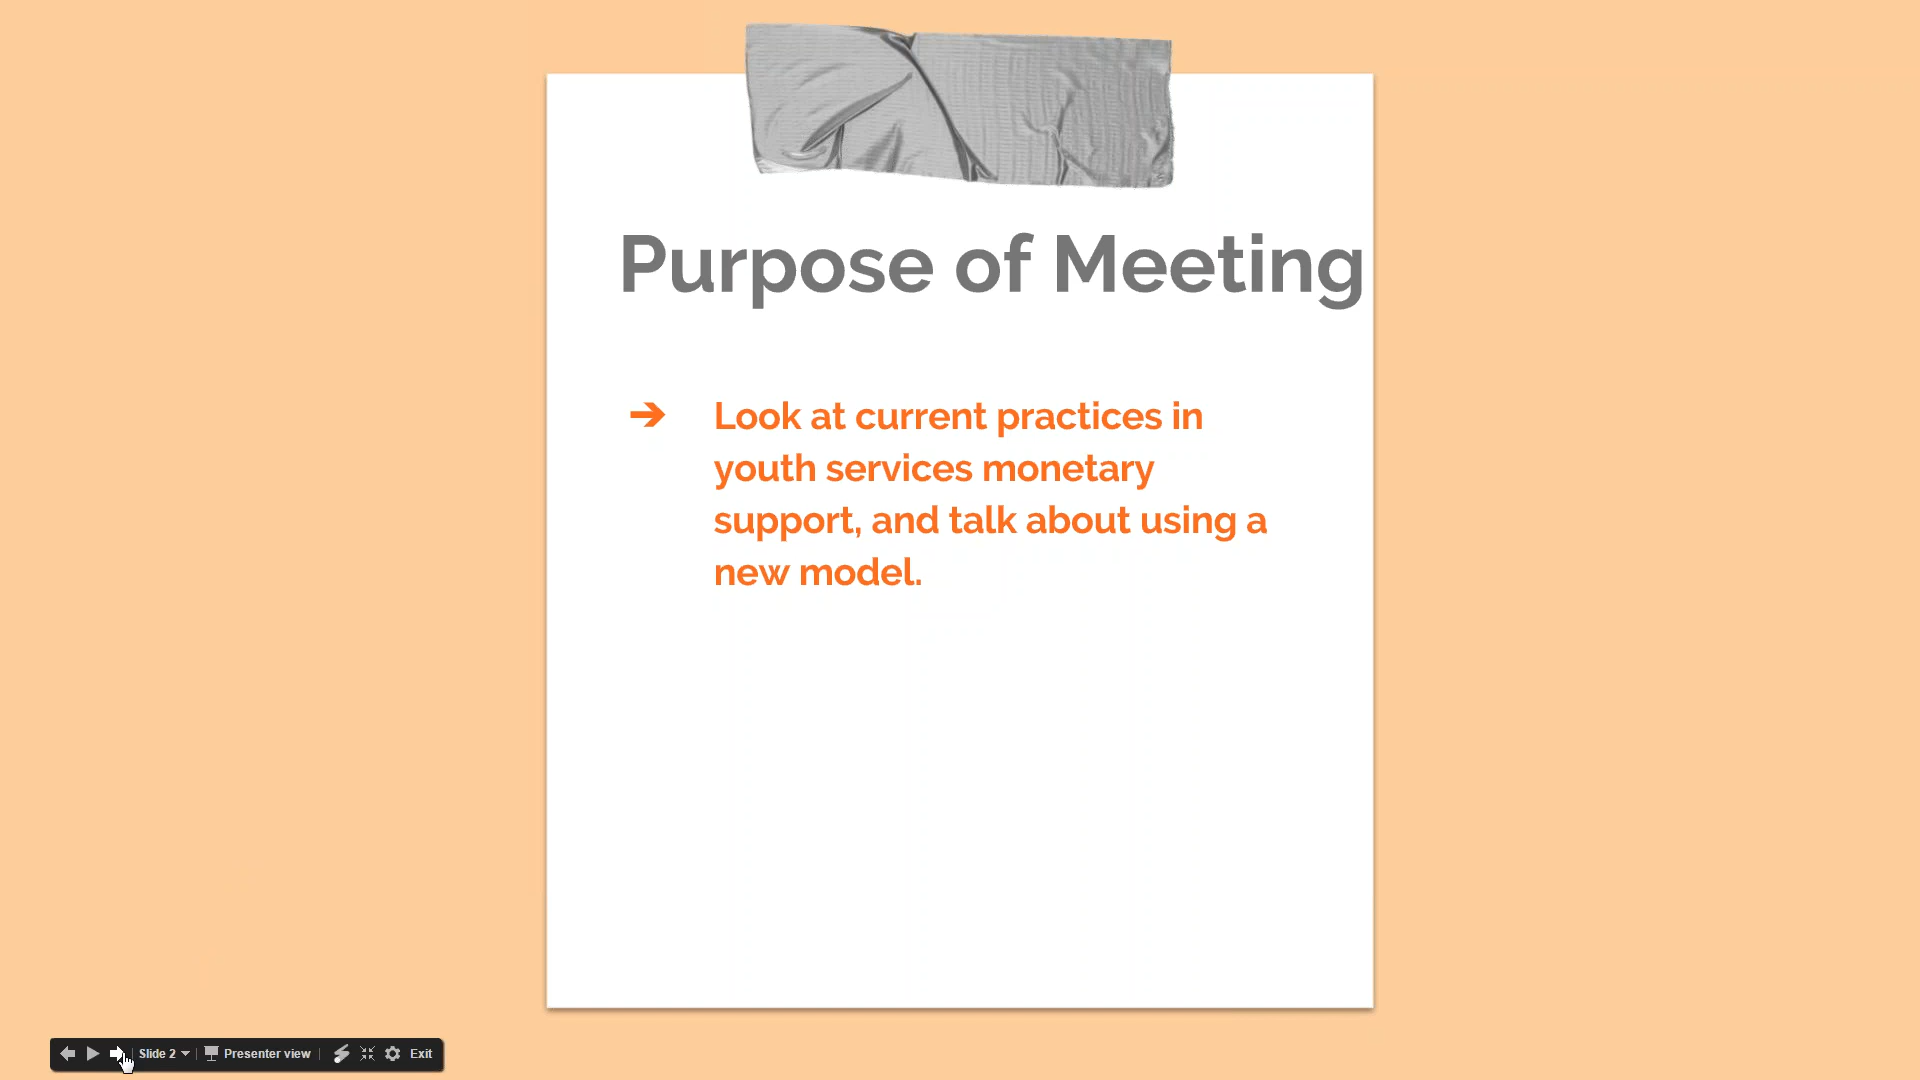 Purpose of Meeting
➔ Look at current practices in
youth services monetary
support, and talk about using a
new model.
Slide 2 Presenter view Exit